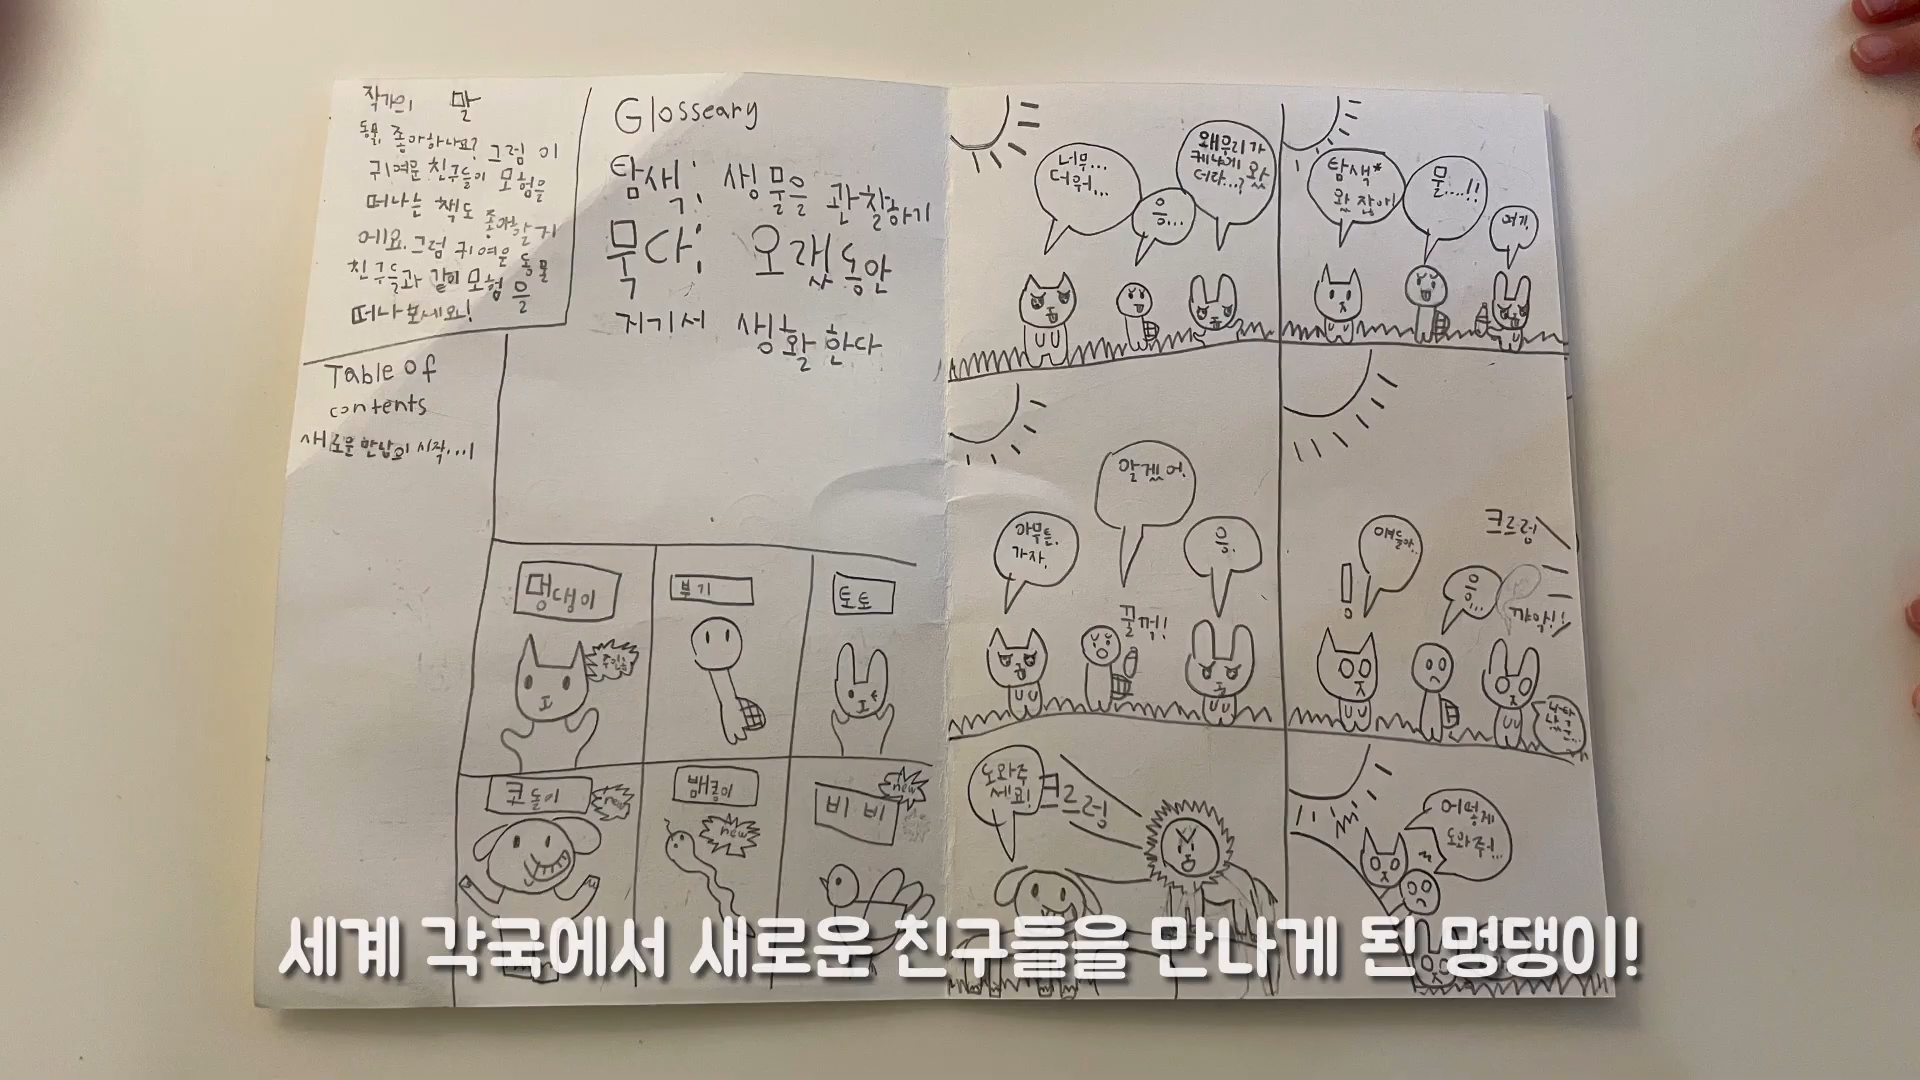 작가의 말
동물 좋아하나요? 그럼 이
귀여운 친구들이 모험을
떠나는 책도 좋아할 거
에요. 그럼 귀여운 동물
친구들과 같이 모험을
떠나 보세요!
Table of
contents
새로운 만남의 시작...1
Glosseary
탐색: 생물을 관찰하기
묵다: 오랫동안
저기서 생활한다
멍댕이
부기
토토
코돌이
new
뱀콩이
new
비비
new
너무...
더워...
응...
왜 우리가
케냐에 왔
더라...?
탐색*
왔잖아!
물....!!
여기.
아무튼.
가자.
알겠어.
응.
꿀꺽!
!
얘들아..
응...
크르렁
꺄악!!
도와주
세요!
크르렁
어떻게
도와줘...
세계 각국에서 새로운 친구들을 만나게 된 멍댕이!